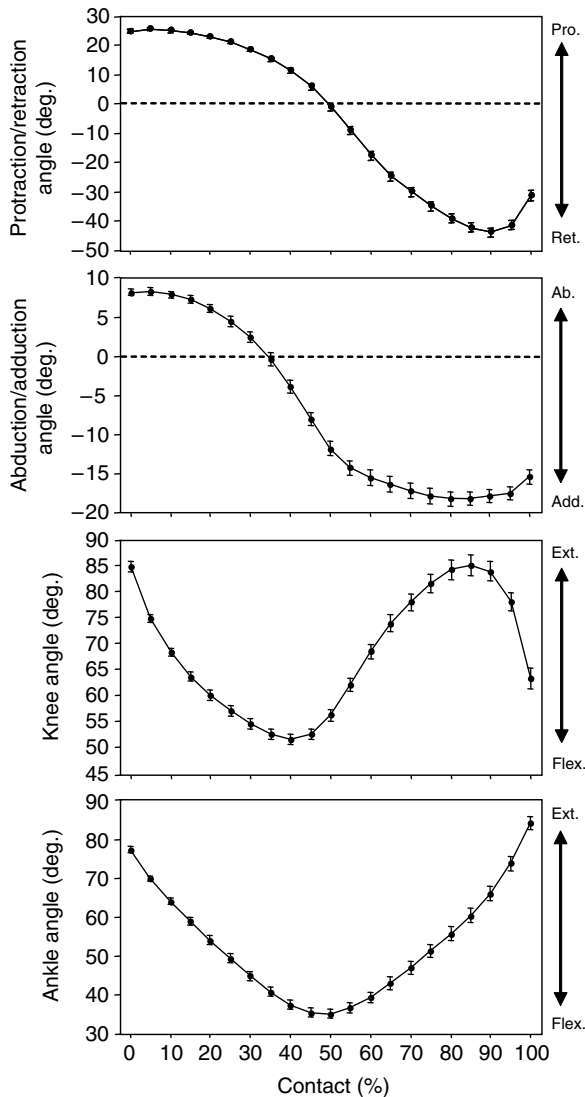 30
20
10
0
−10
−20
−30
−40
−50
Protraction/retraction
angle (deg.)
Pro.
Ret.
10
5
0
−5
−10
−15
−20
Abduction/adduction
angle (deg.)
Ab.
Add.
90
85
80
75
70
65
60
55
50
45
Knee angle (deg.)
Ext.
Flex.
90
80
70
60
50
40
30
Ankle angle (deg.)
Ext.
Flex.
0 10 20 30 40 50 60 70 80 90 100
Contact (%)